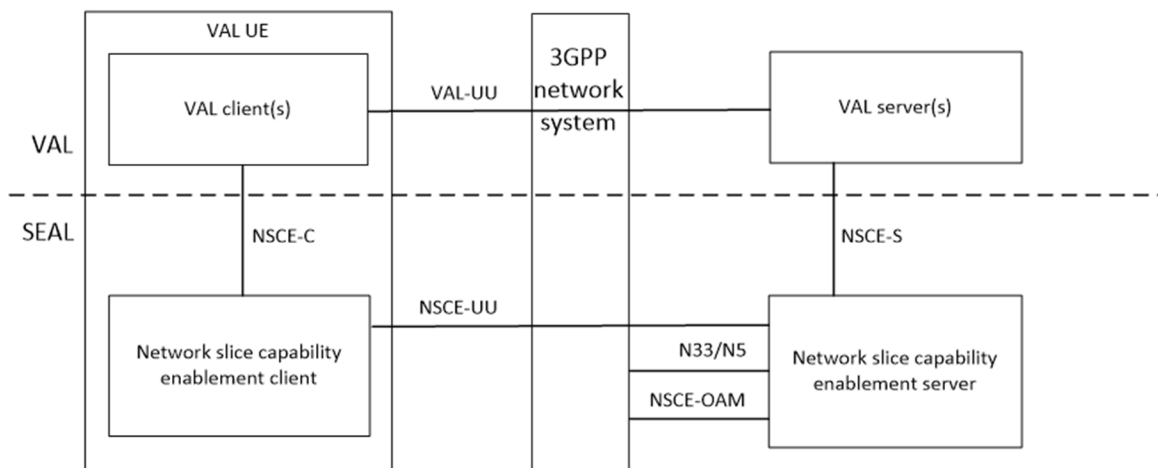 VAL UE
3GPP
network
system
VAL client(s)
VAL-UU
VAL server(s)
VAL
SEAL
NSCE-C
NSCE-S
NSCE-UU
N33/N5
Network slice capability
enablement client
Network slice capability
enablement server
NSCE-OAM